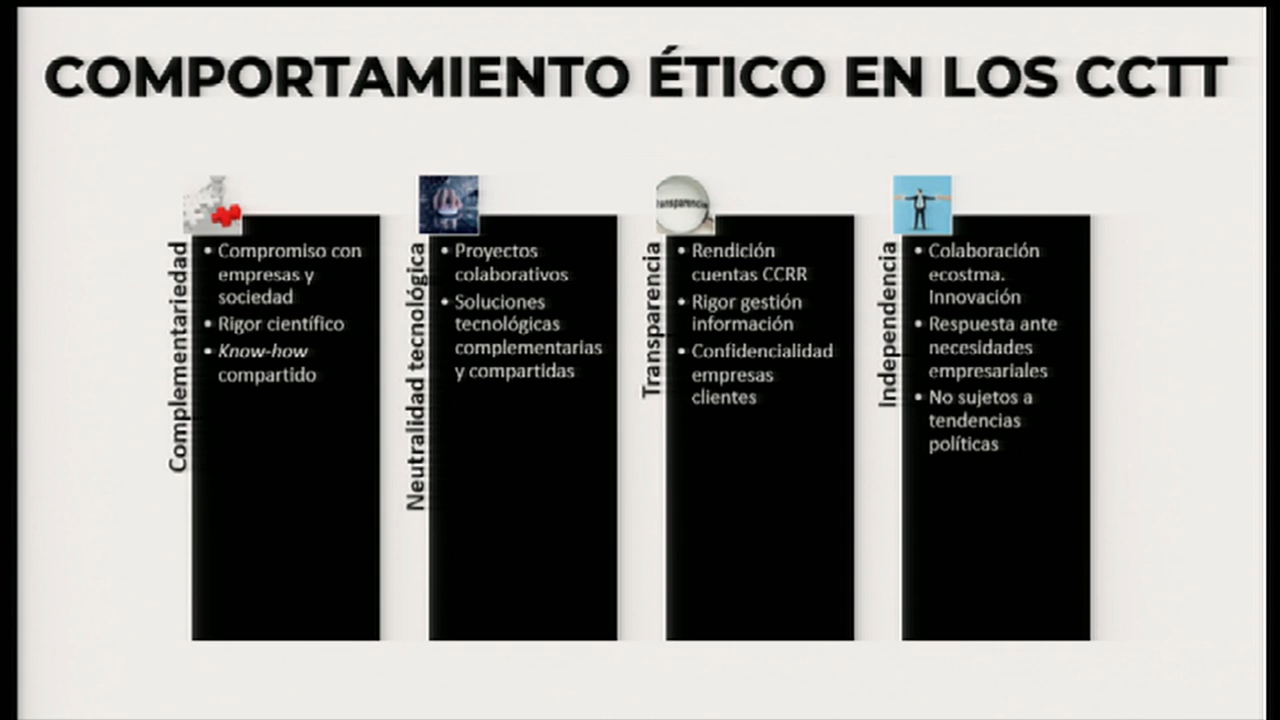 COMPORTAMIENTO ÉTICO EN LOS CCTT
Complementariedad
• Compromiso con
empresas y
sociedad
• Rigor científico
• Know-how
compartido
Neutralidad tecnológica
• Proyectos
colaborativos
• Soluciones
tecnológicas
complementarias
y compartidas
Transparencia
• Rendición
cuentas CCRR
• Rigor gestión
información
• Confidencialidad
empresas
clientes
Independencia
• Colaboración
ecostma.
Innovación
• Respuesta ante
necesidades
empresariales
• No sujetos a
tendencias
políticas